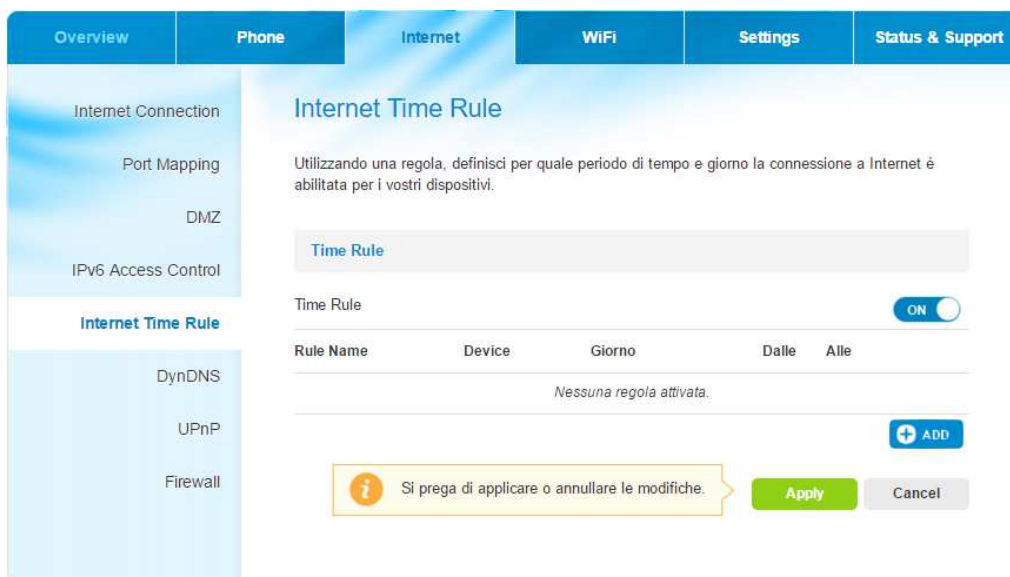 Overview Phone Internet WiFi Settings Status & Support
Internet Connection
Port Mapping
DMZ
IPv6 Access Control
Internet Time Rule
DynDNS
UPnP
Firewall
Internet Time Rule
Utilizzando una regola, definisci per quale periodo di tempo e giorno la connessione a Internet è
abilitata per i vostri dispositivi.
Time Rule
Time Rule ON
Rule Name Device Giorno Dalle Alle
Nessuna regola attivata.
ADD
Si prega di applicare o annullare le modifiche. Apply Cancel